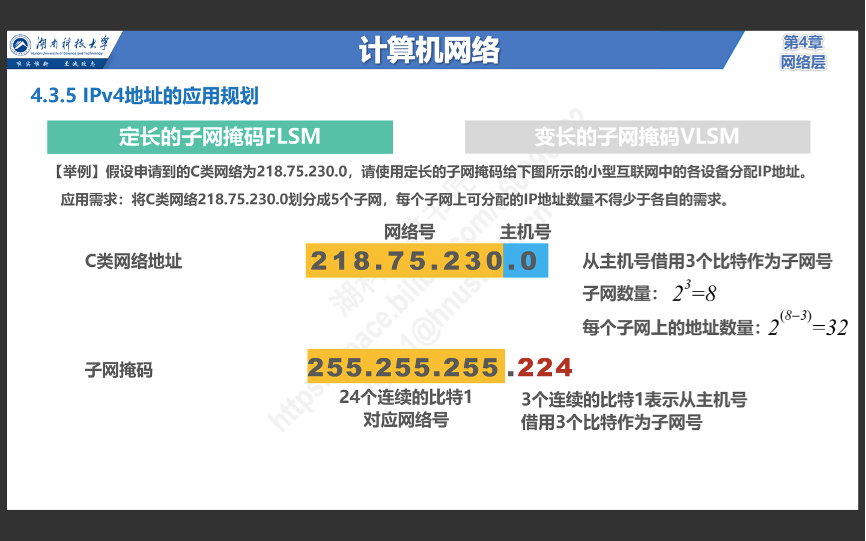 湖南科技大学
Hunan University of Science and Technology
唯实惟新 至诚致志
计算机网络
第4章
网络层
4.3.5 IPv4地址的应用规划
定长的子网掩码FLSM
变长的子网掩码VLSM
【举例】假设申请到的C类网络为218.75.230.0，请使用定长的子网掩码给下图所示的小型互联网中的各设备分配IP地址。
应用需求：将C类网络218.75.230.0划分成5个子网，每个子网上可分配的IP地址数量不得少于各自的需求。
网络号 主机号
C类网络地址 218.75.230.0
从主机号借用3个比特作为子网号
子网数量： 2^3=8
每个子网上的地址数量：2^(8−3)=32
子网掩码 255.255.255.224
24个连续的比特1
对应网络号
3个连续的比特1表示从主机号
借用3个比特作为子网号